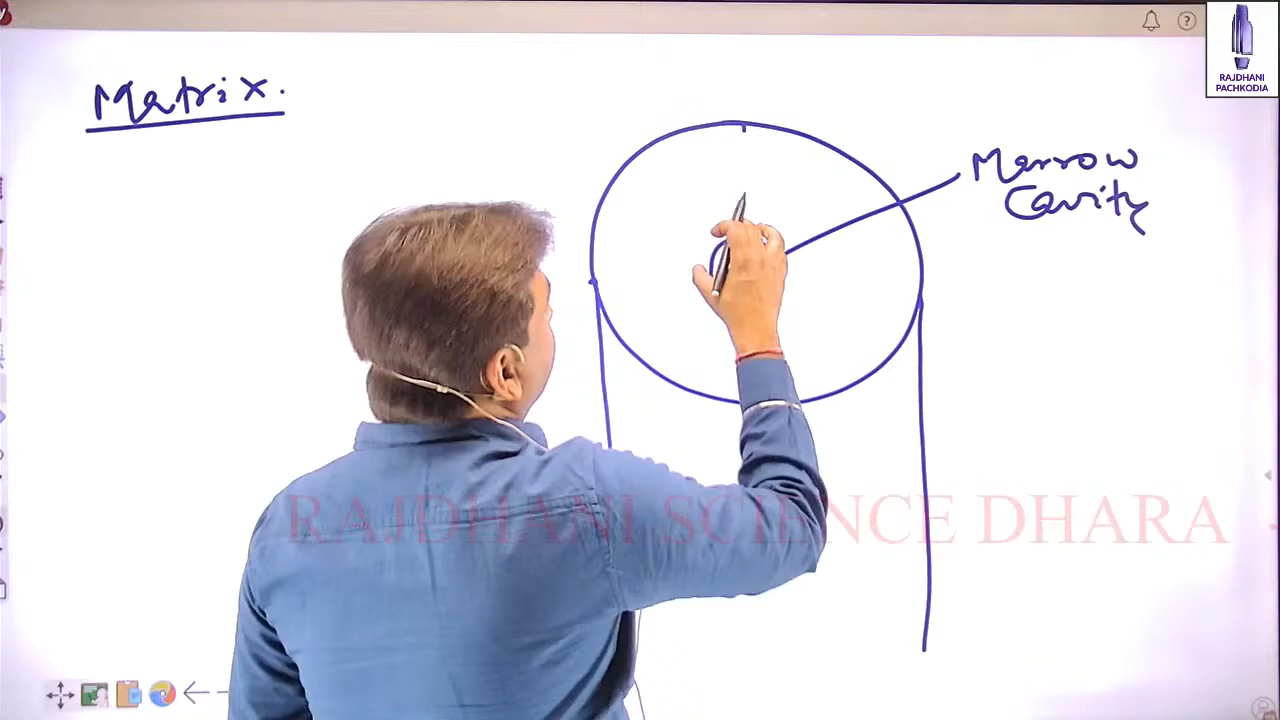 RAJDHANI
PACHKODIA
Matrix.
Marrow
Cavity
RAJDHANI SCIENCE DHARA